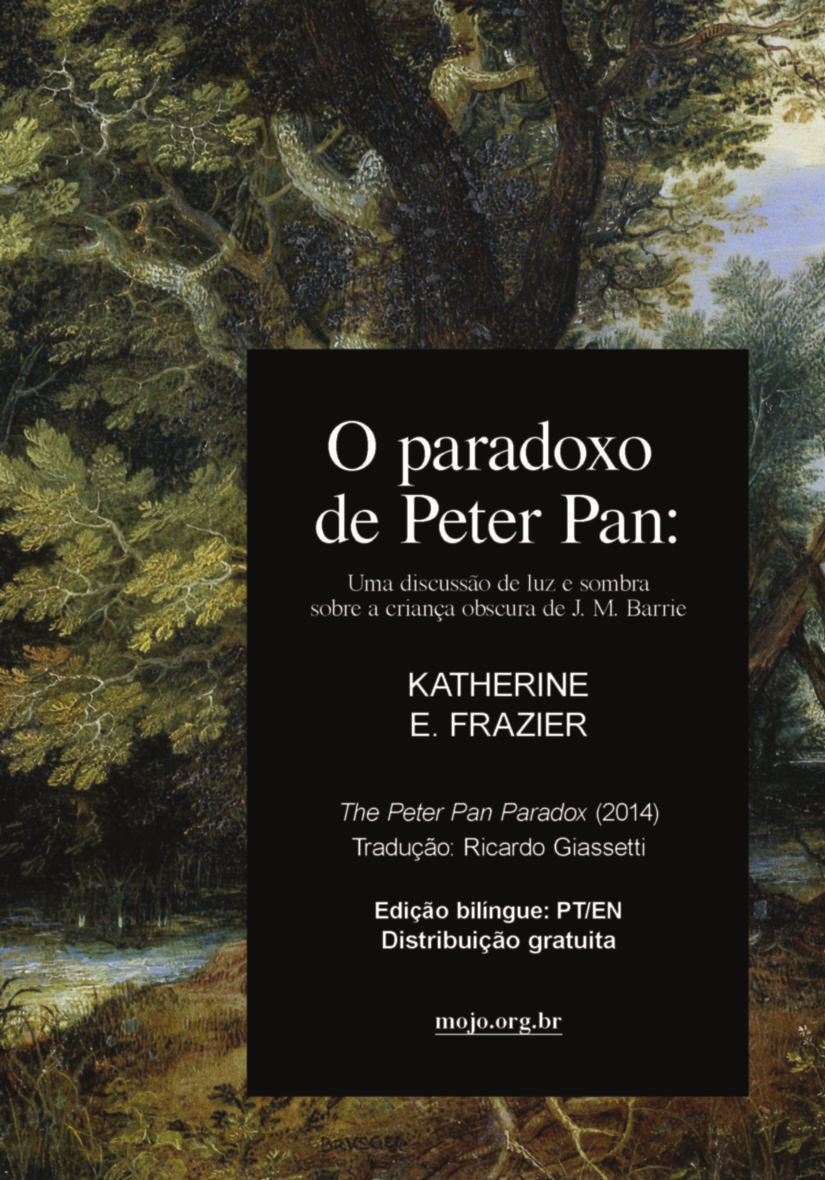 O paradoxo
de Peter Pan:
Uma discussão de luz e sombra
sobre a criança obscura de J. M. Barrie
KATHERINE
E. FRAZIER
The Peter Pan Paradox (2014)
Tradução: Ricardo Giassetti
Edição bilíngue: PT/EN
Distribuição gratuita
mojo.org.br